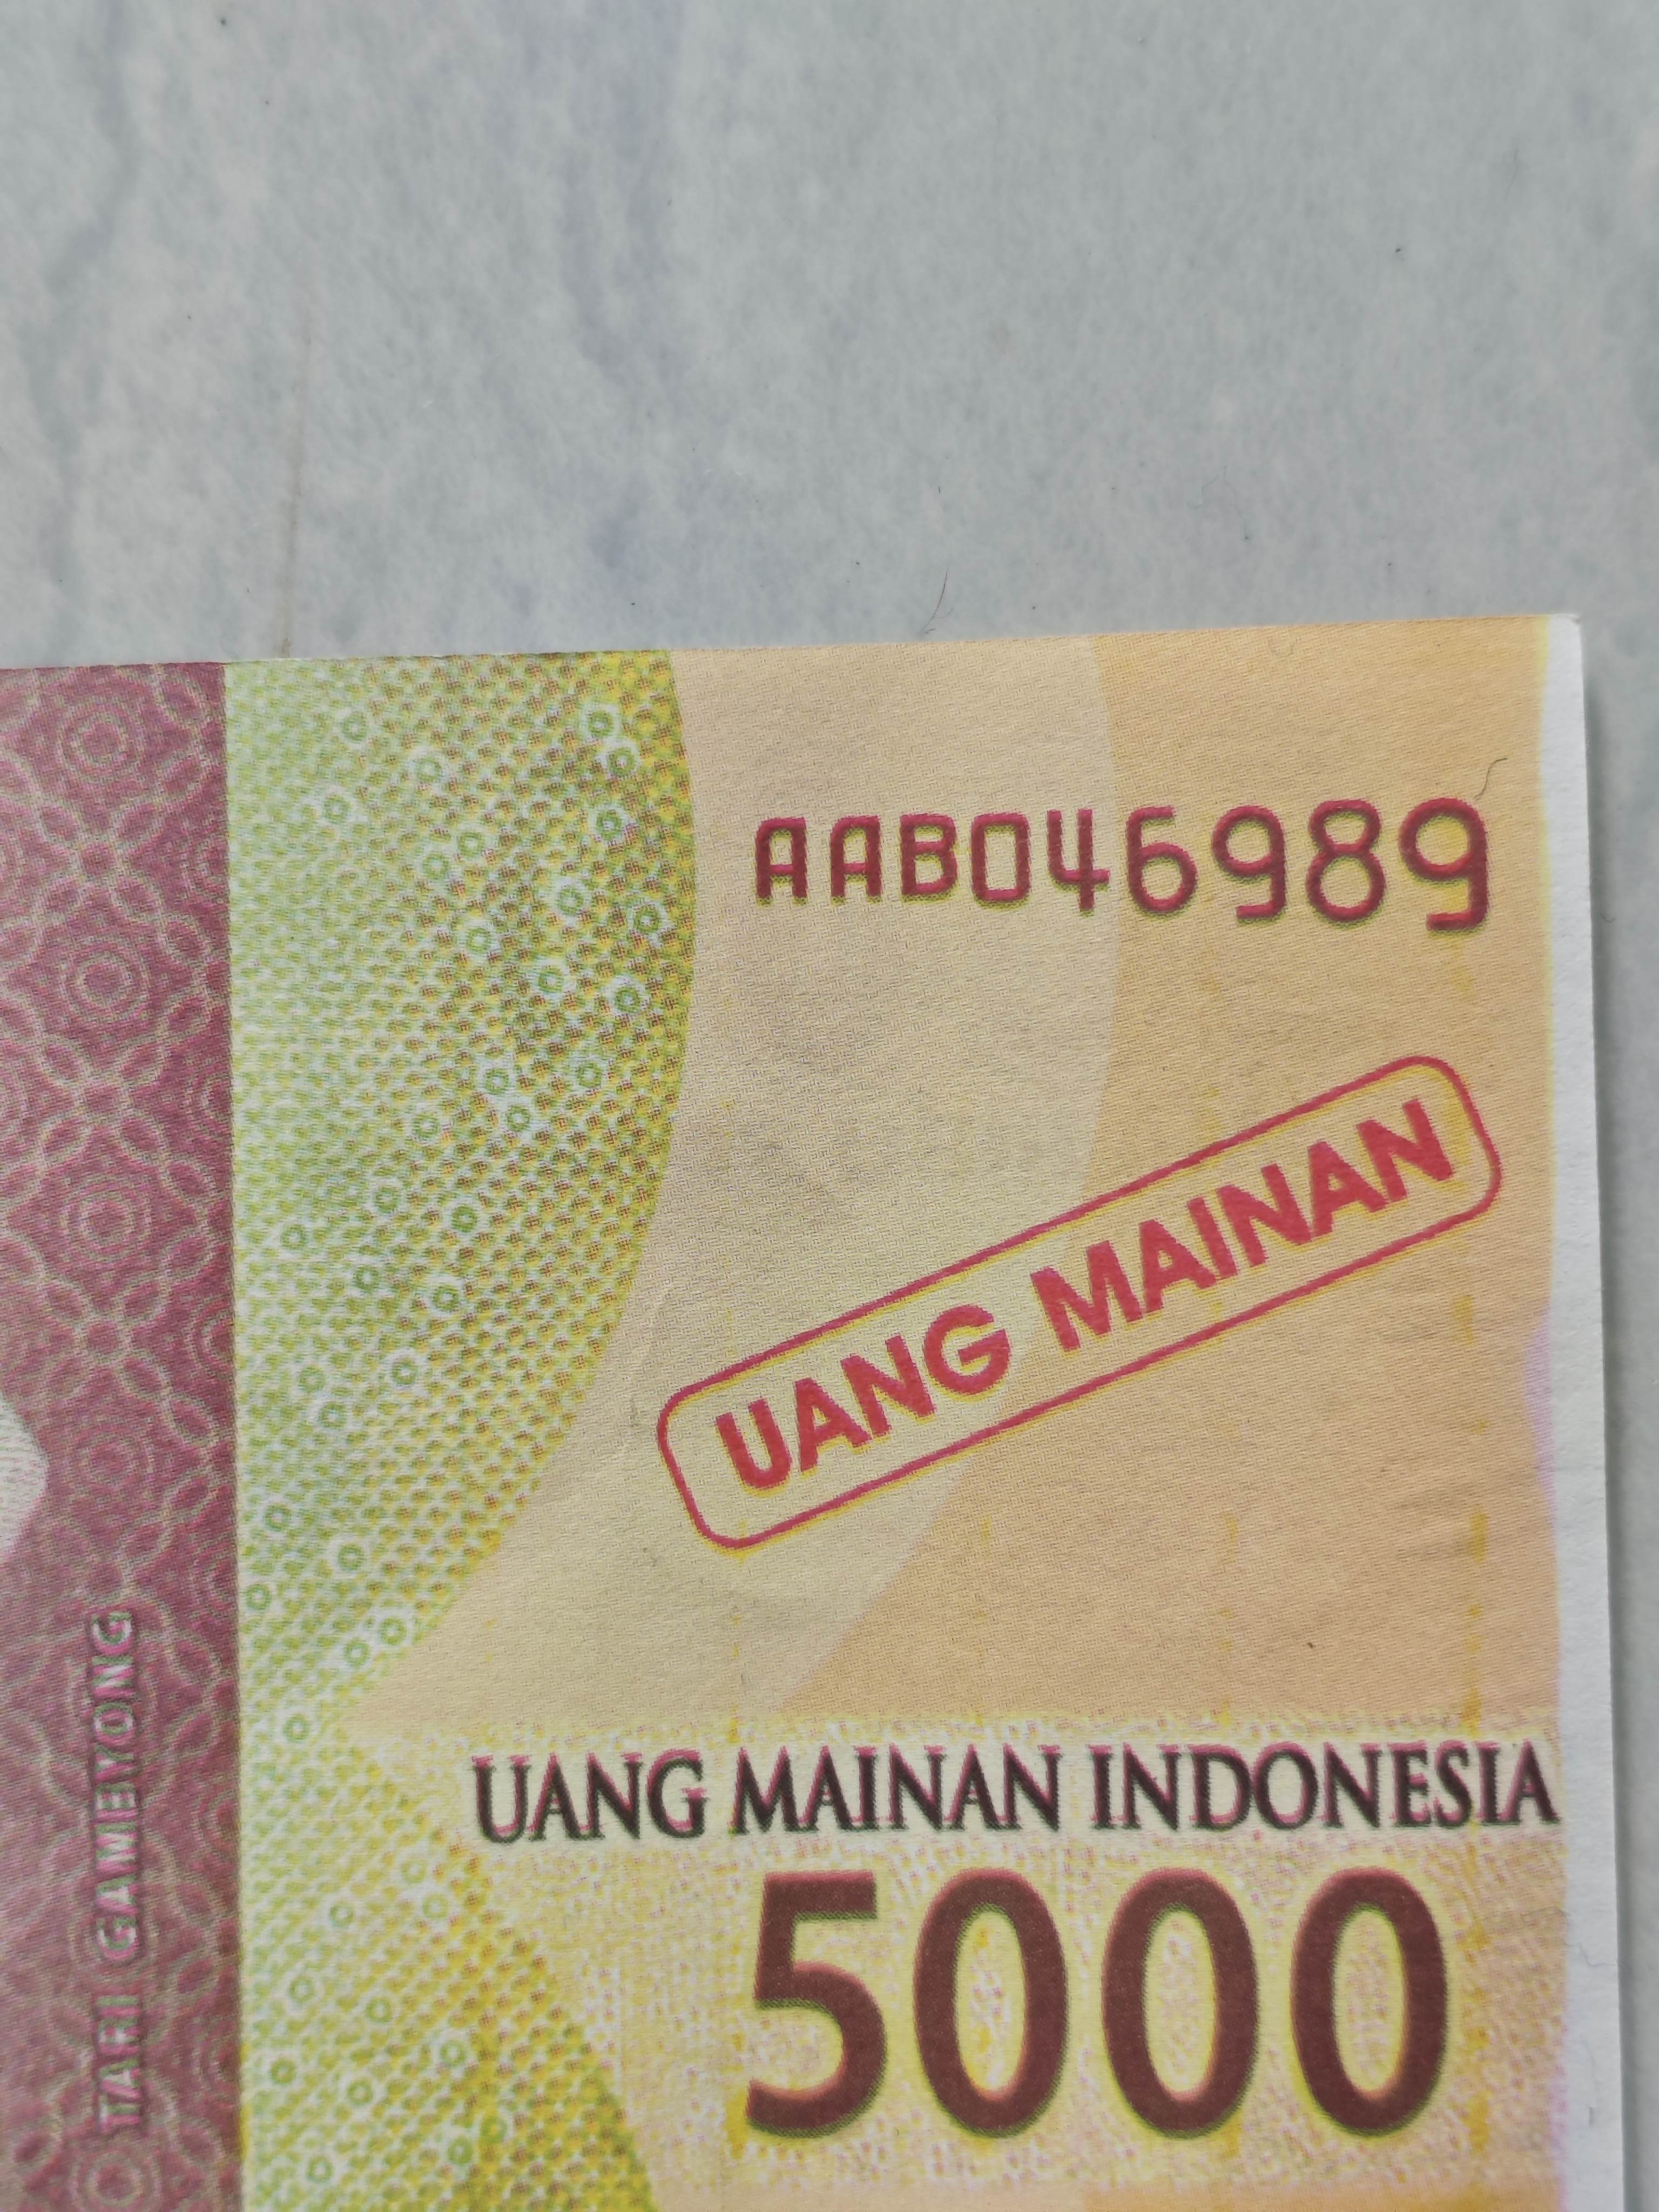 AAB046989
UANG MAINAN
UANG MAINAN INDONESIA
5000
TARI GAMBYONG